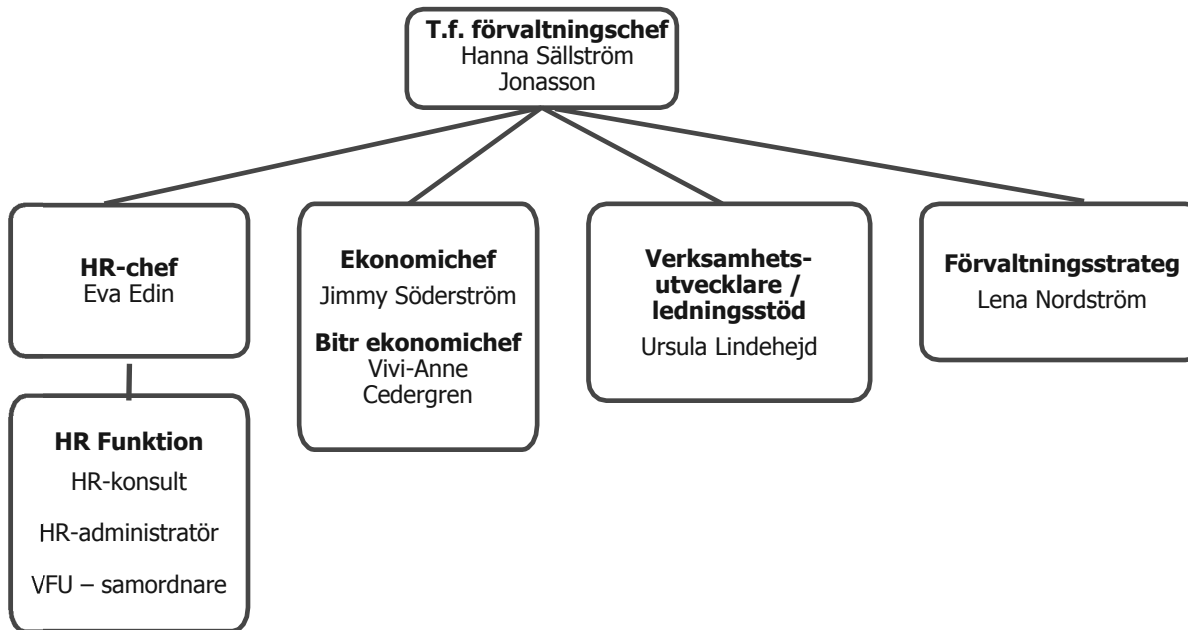 T.f. förvaltningschef
Hanna Sällström
Jonasson
HR-chef
Eva Edin
Ekonomichef
Jimmy Söderström
Bitr ekonomichef
Vivi-Anne
Cedergren
Verksamhets-
utvecklare /
ledningsstöd
Ursula Lindehejd
Förvaltningsstrateg
Lena Nordström
HR Funktion
HR-konsult
HR-administratör
VFU – samordnare